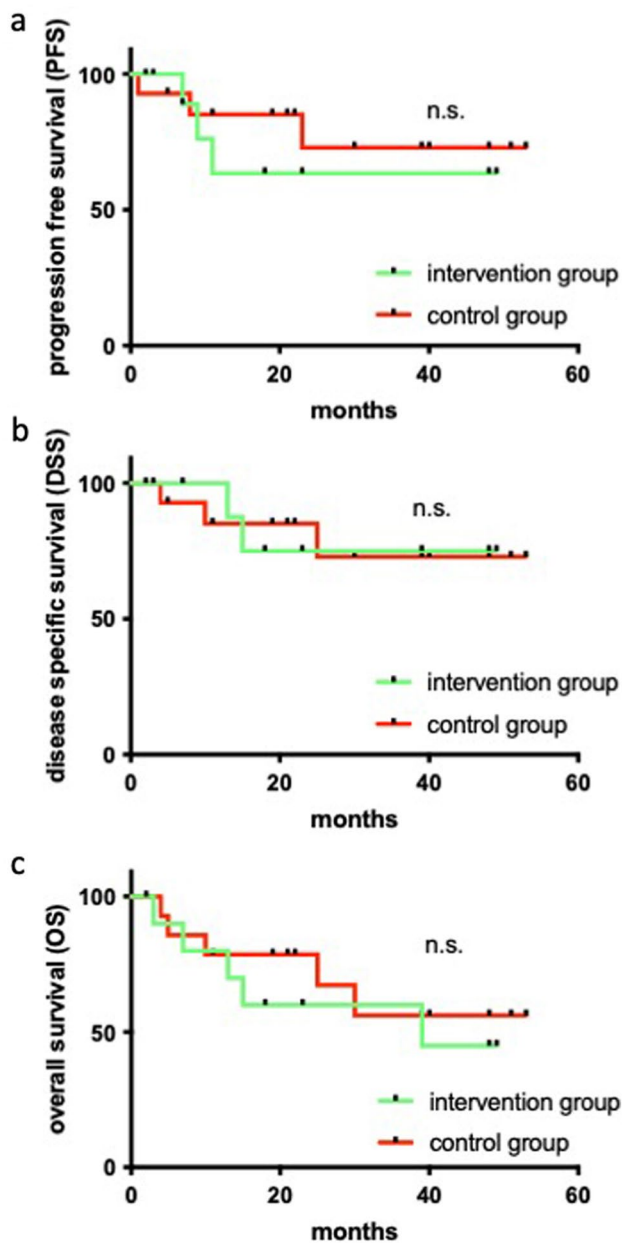 a
progression free survival (PFS)
100
50
0
n.s.
intervention group
control group
0 20 40 60
months
b
disease specific survival (DSS)
100
50
0
n.s.
intervention group
control group
0 20 40 60
months
c
overall survival (OS)
100
50
0
n.s.
intervention group
control group
0 20 40 60
months